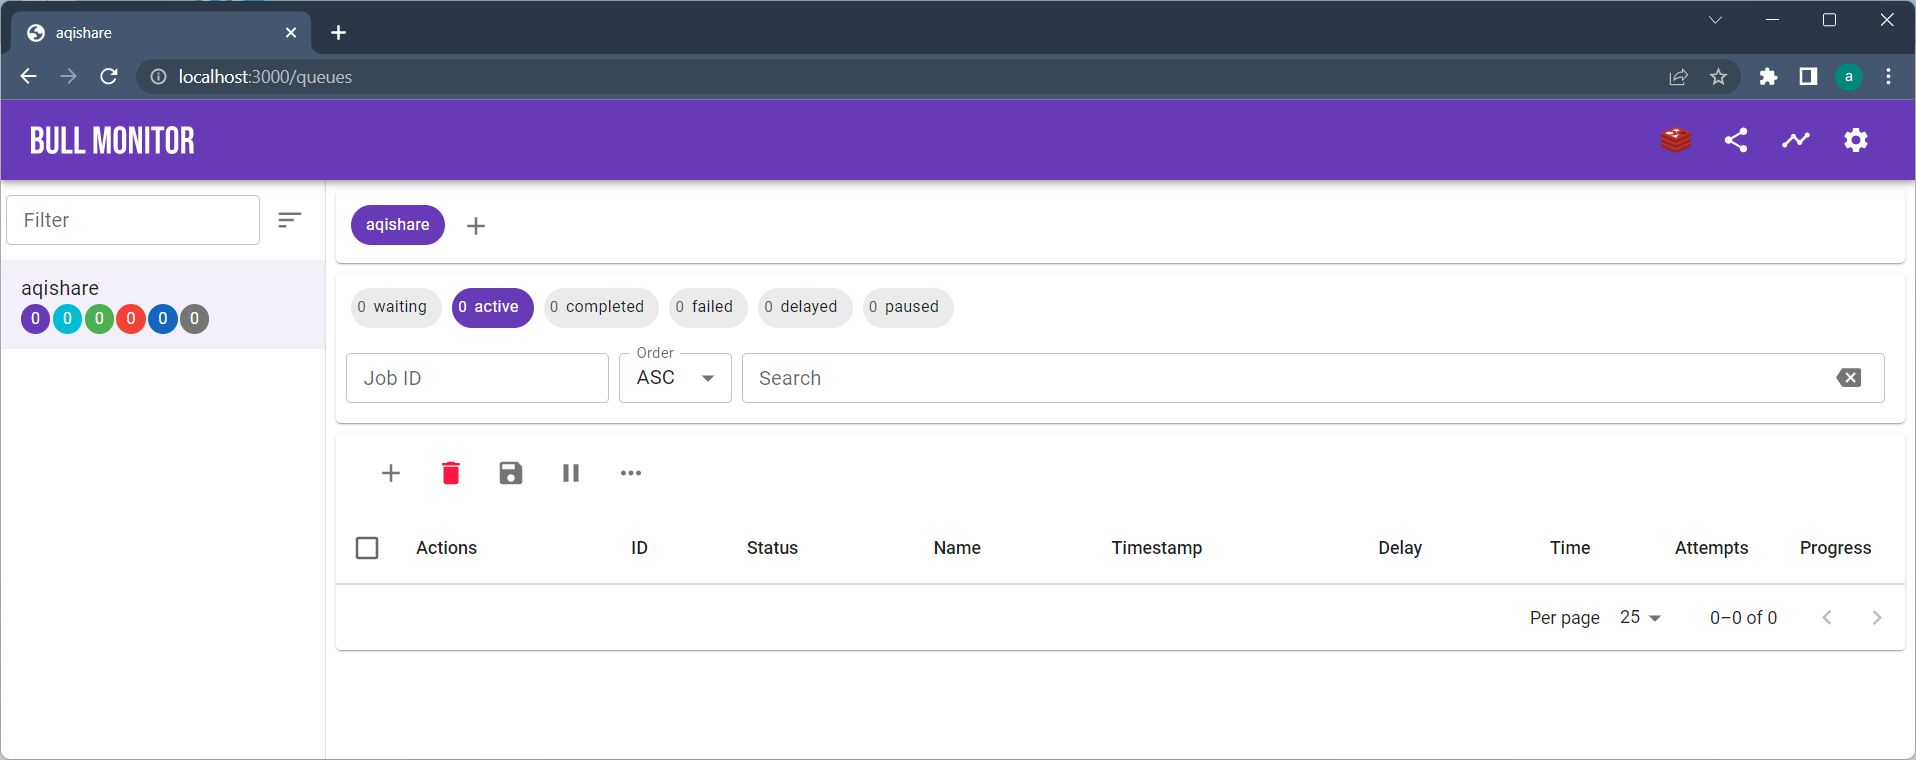 aqishare
localhost:3000/queues
a
BULL MONITOR
Filter
aqishare
0 0 0 0 0 0
aqishare
0 waiting 0 active 0 completed 0 failed 0 delayed 0 paused
Order
Job ID ASC Search
Actions ID Status Name Timestamp Delay Time Attempts Progress
Per page 25 0–0 of 0